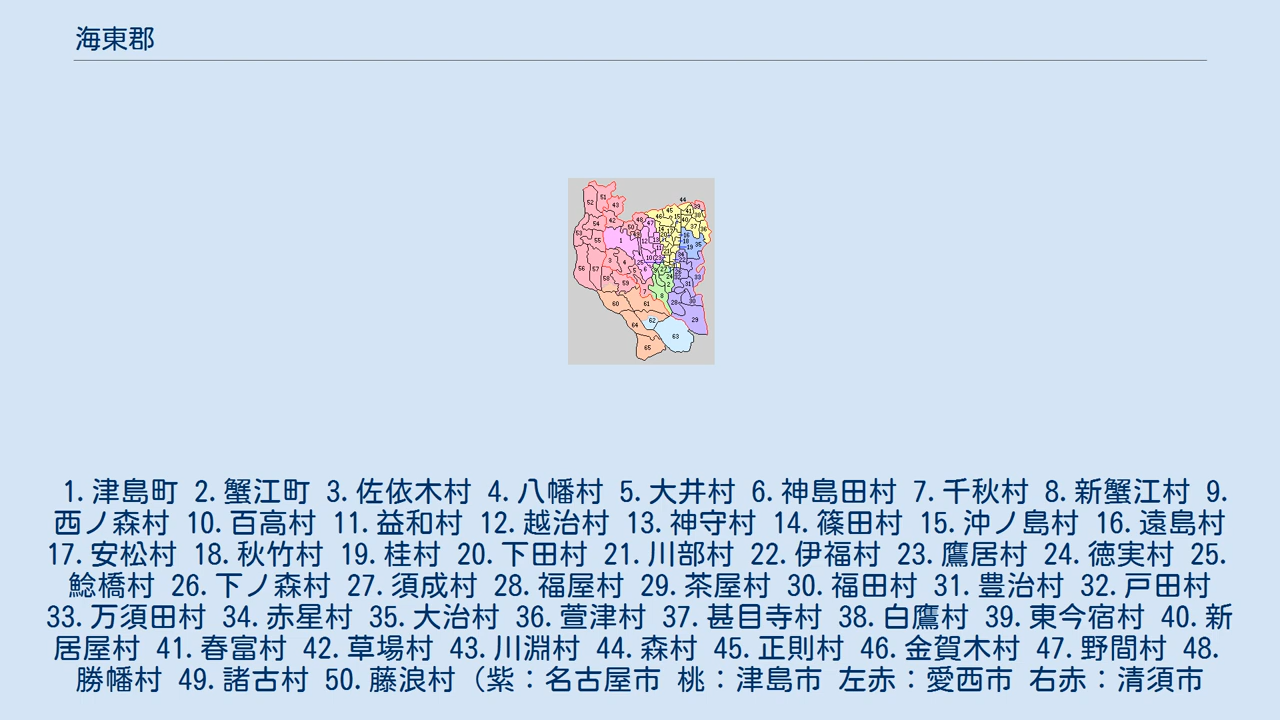 海東郡
1. 津島町 2. 蟹江町 3. 佐依木村 4. 八幡村 5. 大井村 6. 神島田村 7. 千秋村 8. 新蟹江村 9.
西ノ森村 10. 百高村 11. 益和村 12. 越治村 13. 神守村 14. 篠田村 15. 沖ノ島村 16. 遠島村
17. 安松村 18. 秋竹村 19. 桂村 20. 下田村 21. 川部村 22. 伊福村 23. 鷹居村 24. 徳実村 25.
鯰橋村 26. 下ノ森村 27. 須成村 28. 福屋村 29. 茶屋村 30. 福田村 31. 豊治村 32. 戸田村
33. 万須田村 34. 赤星村 35. 大治村 36. 萱津村 37. 甚目寺村 38. 白鷹村 39. 東今宿村 40. 新
居屋村 41. 春富村 42. 草場村 43. 川淵村 44. 森村 45. 正則村 46. 金賀木村 47. 野間村 48.
勝幡村 49. 諸古村 50. 藤浪村（紫：名古屋市 桃：津島市 左赤：愛西市 右赤：清須市